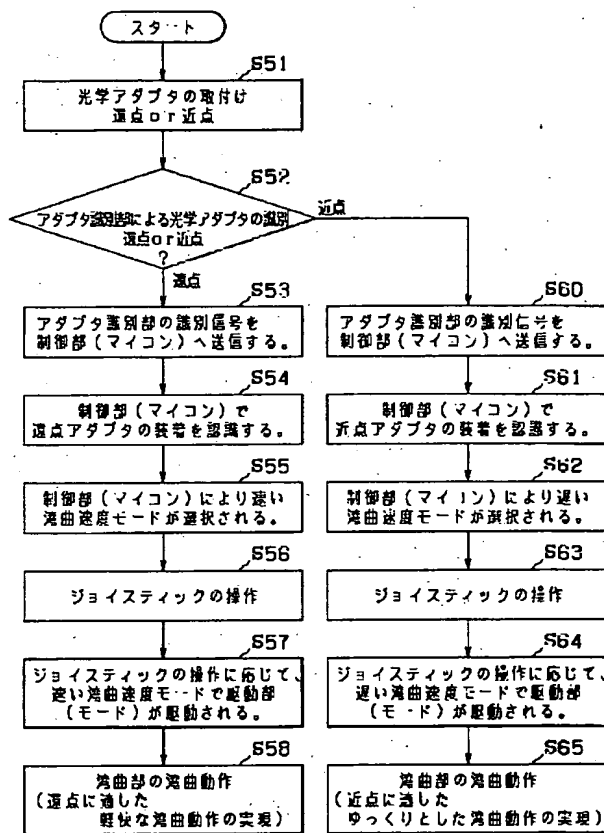 スタート
S51
光学アダプタの取付け
遠点or近点
S52
アダプタ識別部による光学アダプタの識別
遠点or近点
?
近点
遠点
S53
アダプタ識別部の識別信号を
制御部(マイコン)へ送信する。
S54
制御部(マイコン)で
遠点アダプタの装着を認識する。
S55
制御部(マイコン)により速い
湾曲速度モードが選択される。
S56
ジョイスティックの操作
S57
ジョイスティックの操作に応じて、
速い湾曲速度モードで駆動部
(モード)が駆動される。
S58
湾曲部の湾曲動作
(遠点に適した
軽快な湾曲動作の実現)
S60
アダプタ識別部の識別信号を
制御部(マイコン)へ送信する。
S61
制御部(マイコン)で
近点アダプタの装着を認識する。
S62
制御部(マイコン)により遅い
湾曲速度モードが選択される。
S63
ジョイスティックの操作
S64
ジョイスティックの操作に応じて、
遅い湾曲速度モードで駆動部
(モード)が駆動される。
S65
湾曲部の湾曲動作
(近点に適した
ゆっくりとした湾曲動作の実現)